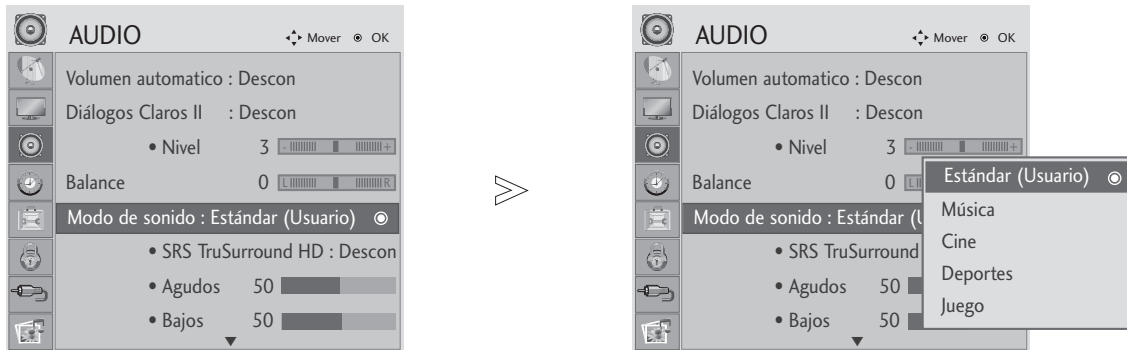 AUDIO Mover OK
Volumen automatico : Descon
Diálogos Claros II : Descon
• Nivel 3 - +
Balance 0 L R
Modo de sonido : Estándar (Usuario)
• SRS TruSurround HD : Descon
• Agudos 50
• Bajos 50
AUDIO Mover OK
Volumen automatico : Descon
Diálogos Claros II : Descon
• Nivel 3 - +
Balance 0 L
Modo de sonido : Estándar (
• SRS TruSurround
• Agudos 50
• Bajos 50
Estándar (Usuario)
Música
Cine
Deportes
Juego